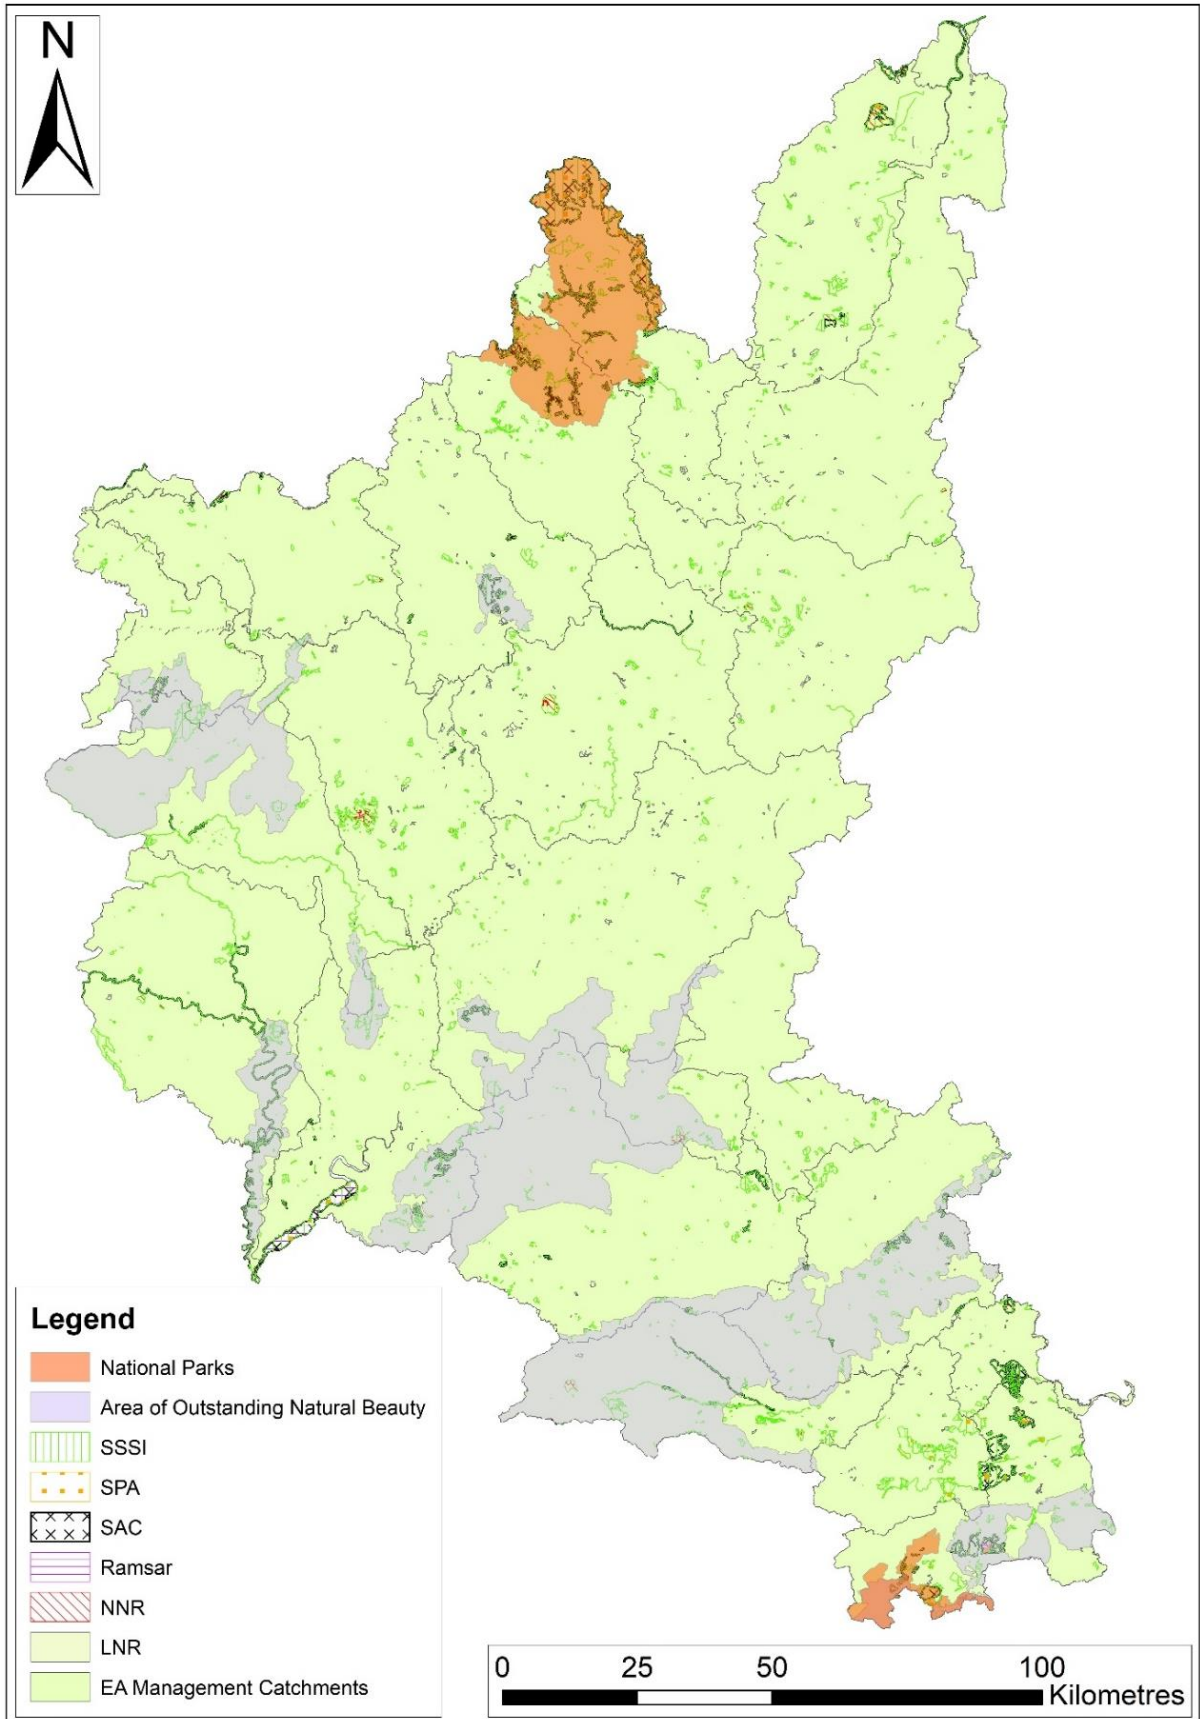 N
Legend
National Parks
Area of Outstanding Natural Beauty
SSSI
SPA
SAC
Ramsar
NNR
LNR
EA Management Catchments
0 25 50 100
Kilometres